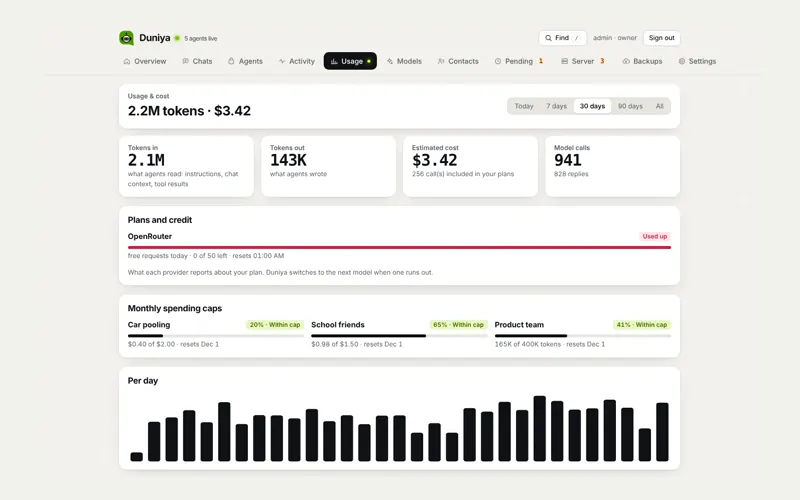 Duniya
5 agents live
Find /
admin · owner
Sign out
Overview
Chats
Agents
Activity
Usage
Models
Contacts
Pending 1
Server 3
Backups
Settings
Usage & cost
2.2M tokens · $3.42
Today
7 days
30 days
90 days
All
Tokens in
2.1M
what agents read: instructions, chat
context, tool results
Tokens out
143K
what agents wrote
Estimated cost
$3.42
256 call(s) included in your plans
Model calls
941
828 replies
Plans and credit
OpenRouter
Used up
free requests today · 0 of 50 left · resets 01:00 AM
What each provider reports about your plan. Duniya switches to the next model when one runs out.
Monthly spending caps
Car pooling
20% · Within cap
$0.40 of $2.00 · resets Dec 1
School friends
65% · Within cap
$0.98 of $1.50 · resets Dec 1
Product team
41% · Within cap
165K of 400K tokens · resets Dec 1
Per day